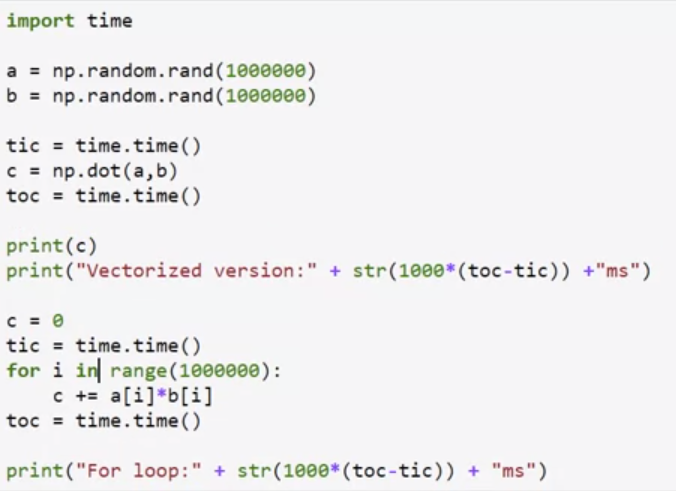 import time
a = np.random.rand(1000000)
b = np.random.rand(1000000)
tic = time.time()
c = np.dot(a,b)
toc = time.time()
print(c)
print("Vectorized version:" + str(1000*(toc-tic)) +"ms")
c = 0
tic = time.time()
for i in range(1000000):
    c += a[i]*b[i]
toc = time.time()
print("For loop:" + str(1000*(toc-tic)) + "ms")